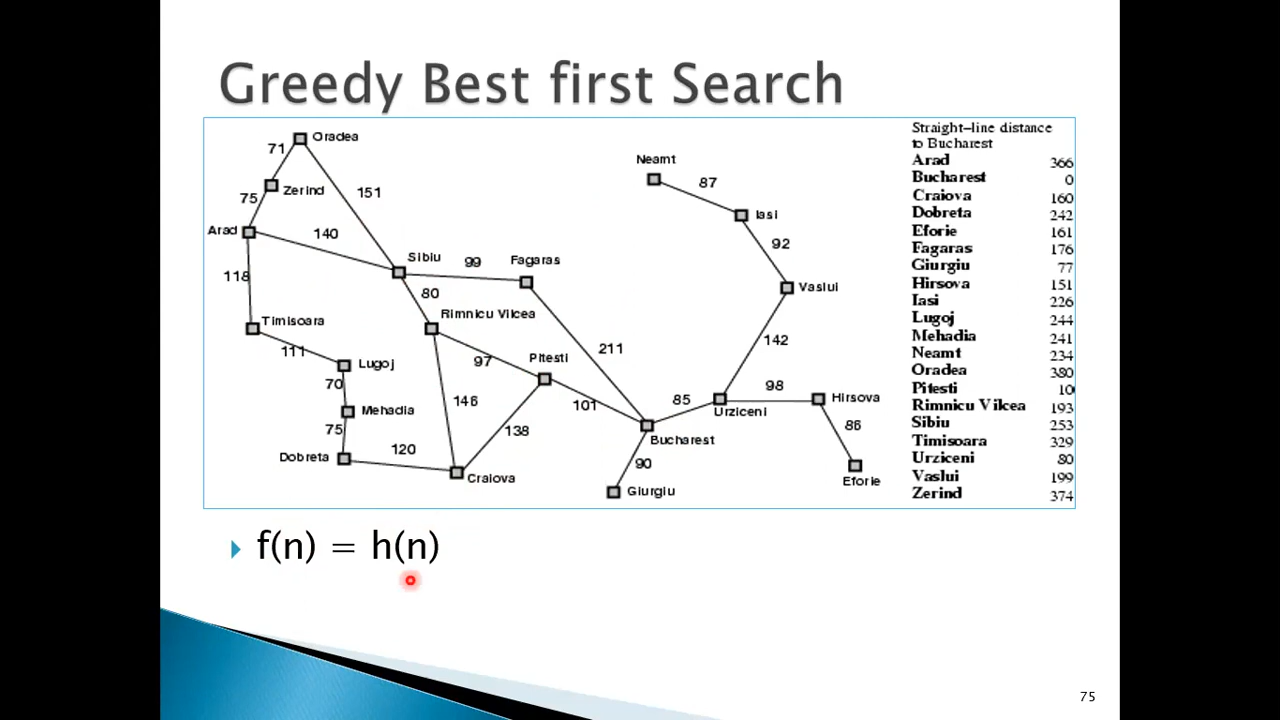 Greedy Best first Search
Oradea
71
Zerind
151
75
Arad
140
118
Sibiu
99
Fagaras
80
Rimnicu Vilcea
Timisoara
111
Lugoj
70
Mehadia
75
Dobreta
120
Craiova
146
97
Pitesti
138
101
211
Bucharest
90
Giurgiu
85
Urziceni
98
Hirsova
86
Eforie
142
Vaslui
92
Iasi
87
Neamt
Straight–line distance
to Bucharest
Arad 366
Bucharest 0
Craiova 160
Dobreta 242
Eforie 161
Fagaras 176
Giurgiu 77
Hirsova 151
Iasi 226
Lugoj 244
Mehadia 241
Neamt 234
Oradea 380
Pitesti 10
Rimnicu Vilcea 193
Sibiu 253
Timisoara 329
Urziceni 80
Vaslui 199
Zerind 374
f(n) = h(n)
75